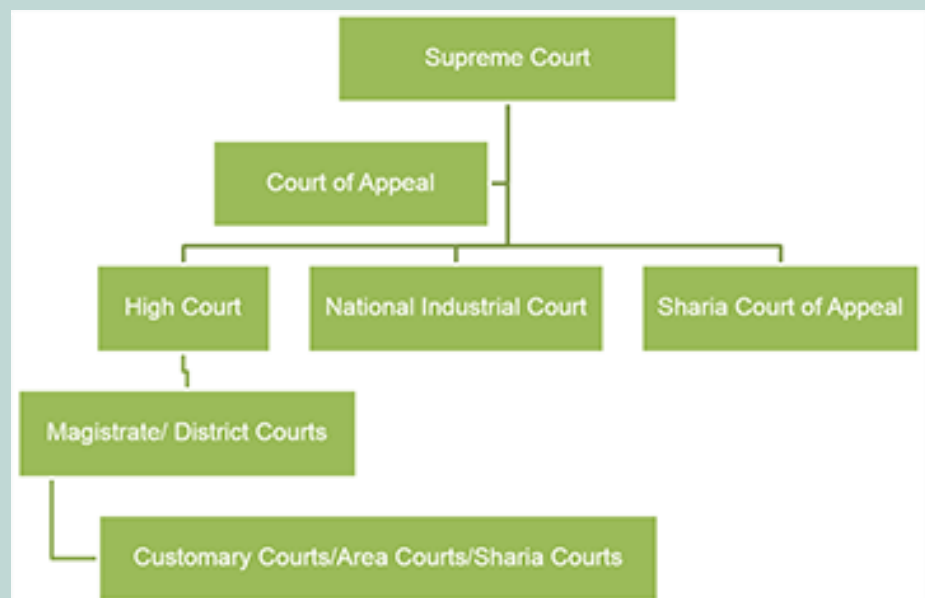 Supreme Court
Court of Appeal
High Court
National Industrial Court
Sharia Court of Appeal
Magistrate/ District Courts
Customary Courts/Area Courts/Sharia Courts